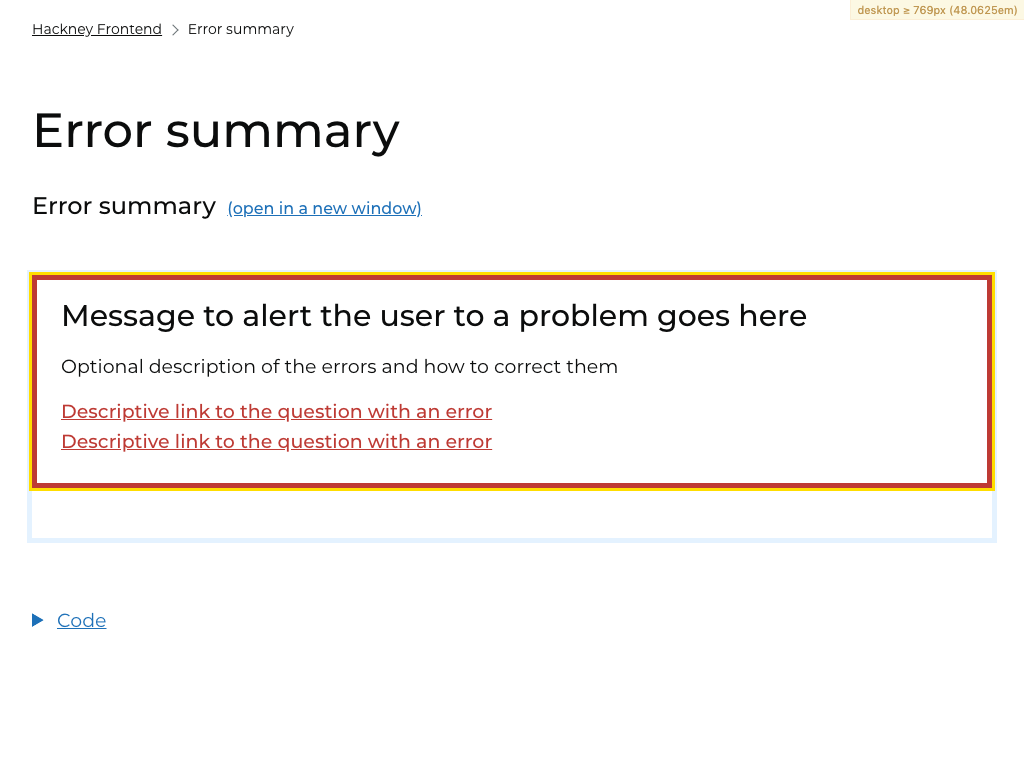 desktop ≥ 769px (48.0625em)
Hackney Frontend > Error summary
Error summary
Error summary (open in a new window)
Message to alert the user to a problem goes here
Optional description of the errors and how to correct them
Descriptive link to the question with an error
Descriptive link to the question with an error
Code